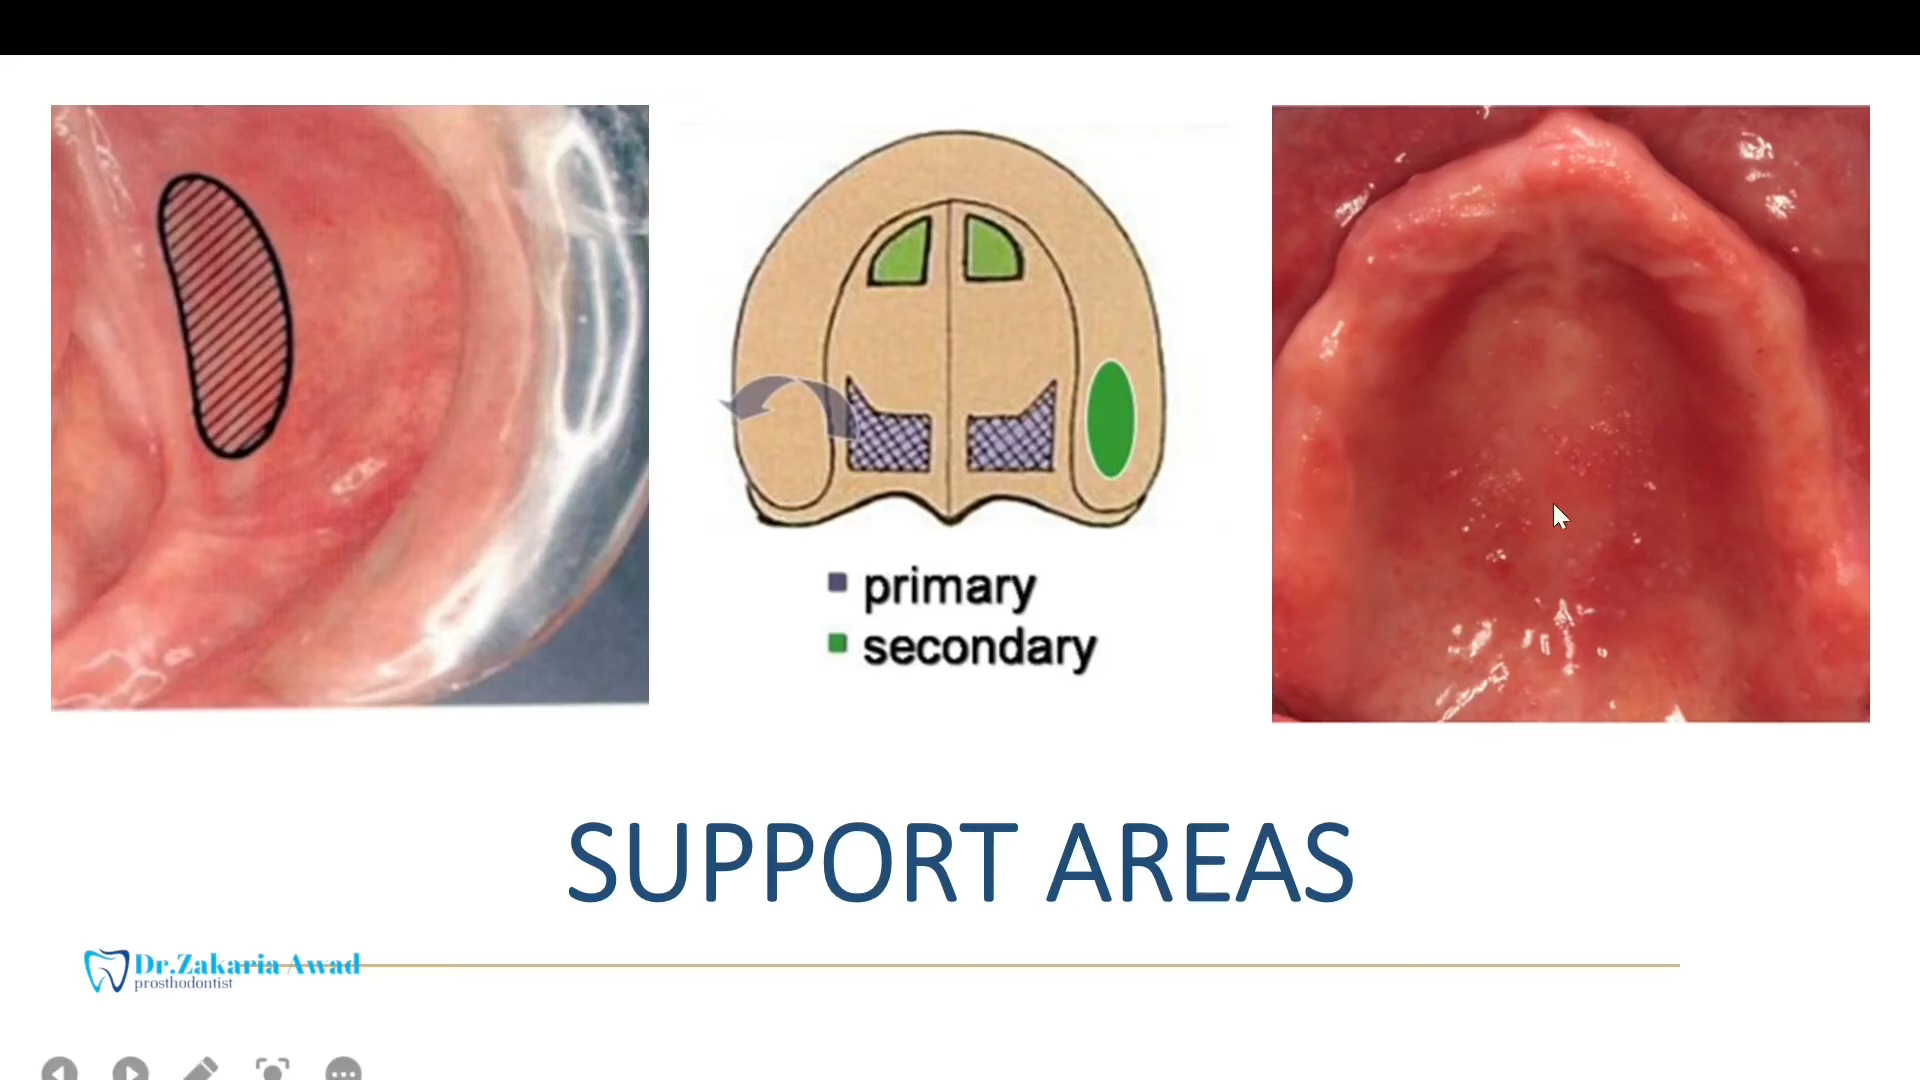 primary
secondary
SUPPORT AREAS
Dr.Zakaria Awad
prosthodontist